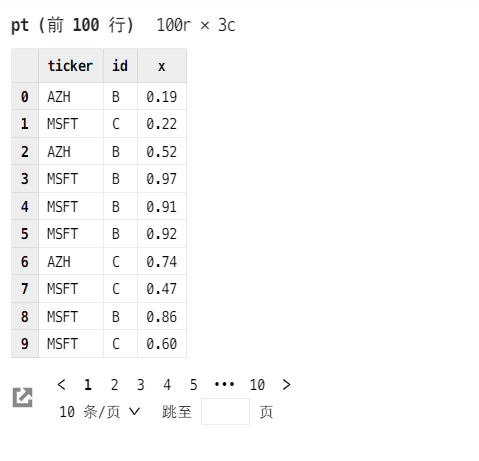 pt (前 100 行) 100r × 3c
ticker id x
0 AZH B 0.19
1 MSFT C 0.22
2 AZH B 0.52
3 MSFT B 0.97
4 MSFT B 0.91
5 MSFT B 0.92
6 AZH C 0.74
7 MSFT C 0.47
8 MSFT B 0.86
9 MSFT C 0.60
< 1 2 3 4 5 ••• 10 >
10 条/页 跳至 页